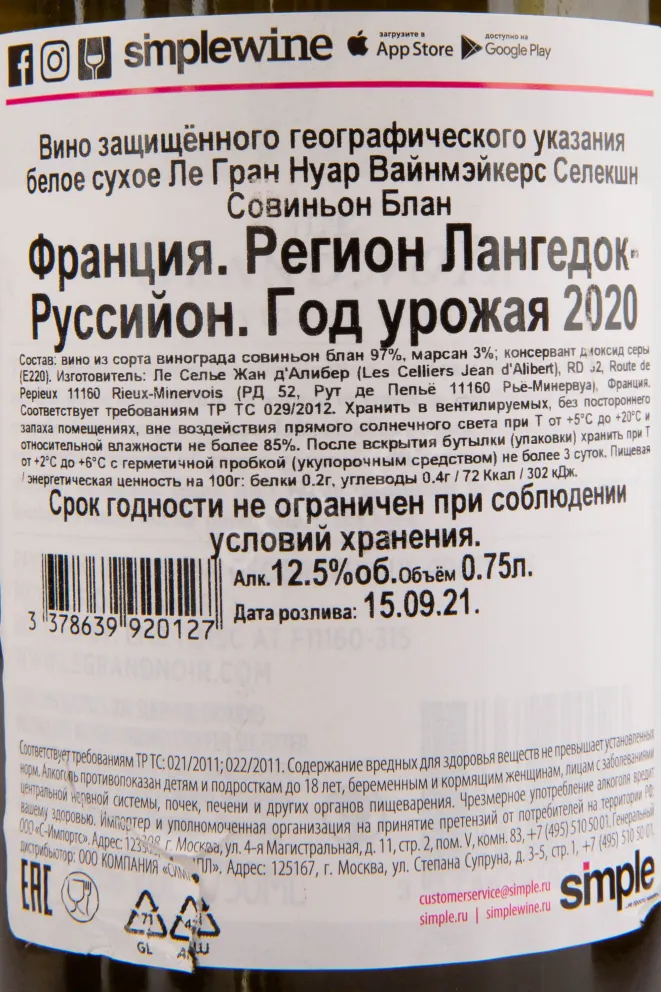 simplewine загрузите в App Store доступно на Google Play
Вино защищённого географического указания
белое сухое Ле Гран Нуар Вайнмэйкерс Селекшн
Совиньон Блан
Франция. Регион Лангедок-
Руссийон. Год урожая 2020
Состав: вино из сорта винограда совиньон блан 97%, марсан 3%; консервант диоксид серы
(E220). Изготовитель: Ле Селье Жан д'Алибер (Les Celliers Jean d'Alibert), RD 52, Route de
Pepieux 11160 Rieux-Minervois (РД 52, Рут де Пепьё 11160 Рьё-Минервуа), Франция.
Соответствует требованиям ТР ТС 029/2012. Хранить в вентилируемых, без постороннего
запаха помещениях, вне воздействия прямого солнечного света при Т от +5°С до +20°С и
относительной влажности не более 85%. После вскрытия бутылки (упаковки) хранить при Т
от +2°С до +6°С с герметичной пробкой (укупорочным средством) не более 3 суток. Пищевая
/энергетическая ценность на 100г: белки 0.2г, углеводы 0.4г / 72 Ккал / 302 кДж.
Срок годности не ограничен при соблюдении
условий хранения.
Алк.12.5%об.Объём 0.75л.
Дата розлива: 15.09.21.
3 378639 920127
Соответствует требованиям ТР ТС: 021/2011; 022/2011. Содержание вредных для здоровья веществ не превышает установленных
норм. Алкоголь противопоказан детям и подросткам до 18 лет, беременным и кормящим женщинам, лицам с заболеваниями
центральной нервной системы, почек, печени и других органов пищеварения. Чрезмерное употребление алкоголя вредит
вашему здоровью. Импортер и уполномоченная организация на принятие претензий от потребителей на территории РФ:
ООО «С-Импортс». Адрес: г. Москва, ул. 4-я Магистральная, д. 11, стр. 2, пом. V, комн. 83, +7 (495) 510 50 01. Генеральный
дистрибьютор: ООО КОМПАНИЯ Адрес: 125167, г. Москва, ул. Степана Супруна, д. 3-5, стр.1, +7 (495) 510 50 01.
EAC
71
GL
customerservice@simple.ru
simple.ru | simplewine.ru
simple